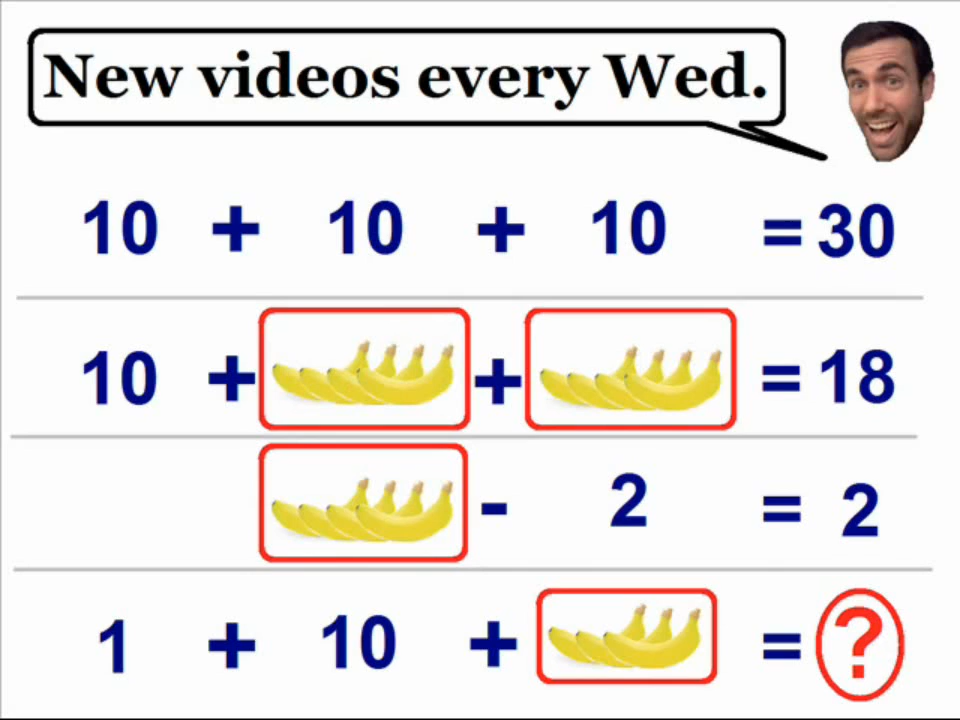 New videos every Wed.
10 + 10 + 10 = 30
10 + + = 18
- 2 = 2
1 + 10 + = ?